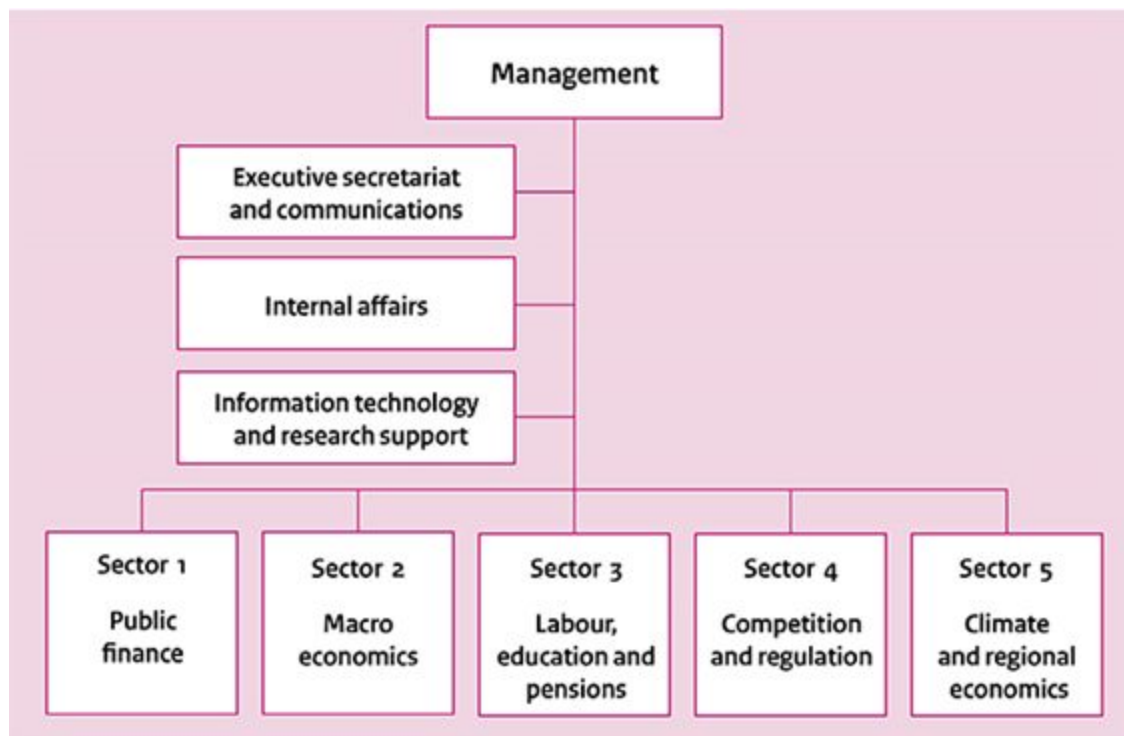 Management
Executive secretariat
and communications
Internal affairs
Information technology
and research support
Sector 1
Public
finance
Sector 2
Macro
economics
Sector 3
Labour,
education and
pensions
Sector 4
Competition
and regulation
Sector 5
Climate
and regional
economics